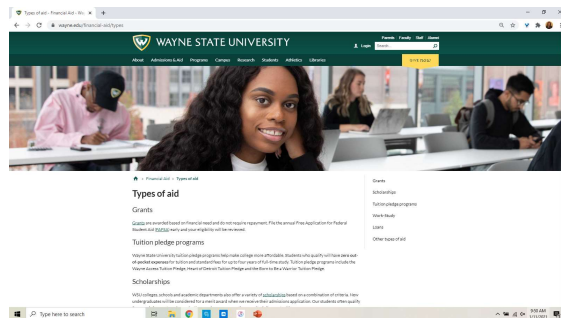 Types of aid - Financial Aid - Wa
wayne.edu/financial-aid/types
WAYNE STATE UNIVERSITY
Parents Faculty Staff Alumni
Login Search...
About Admissions & Aid Programs Campus Research Students Athletics Libraries
GIVE NOW
Financial Aid Types of aid
Types of aid
Grants
Grants are awarded based on financial need and do not require repayment. File the annual Free Application for Federal
Student Aid (FAFSA) early and your eligibility will be reviewed.
Tuition pledge programs
Wayne State University tuition pledge programs help make college more affordable. Students who qualify will have zero out-
of-pocket expenses for tuition and standard fees for up to four years of full-time study. Tuition pledge programs include the
Wayne Access Tuition Pledge, Heart of Detroit Tuition Pledge and the Born to Be a Warrior Tuition Pledge.
Scholarships
WSU colleges, schools and academic departments also offer a variety of scholarships based on a combination of criteria. New
undergraduates will be considered for a merit award when we receive their admissions application. Our students often qualify
Grants
Scholarships
Tuition pledge programs
Work-Study
Loans
Other types of aid
Type here to search
9:50 AM